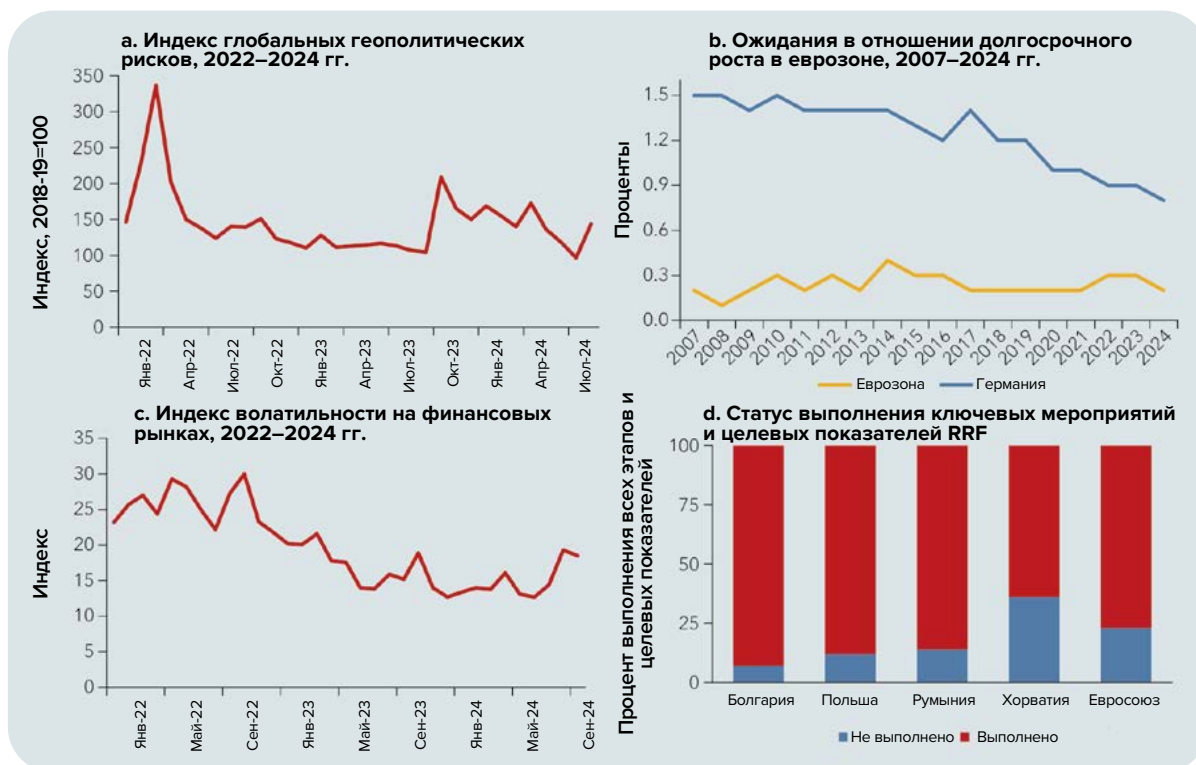 a. Индекс глобальных геополитических
рисков, 2022–2024 гг.
Индекс, 2018-19=100
350
300
250
200
150
100
50
0
Янв-22
Апр-22
Июл-22
Окт-22
Янв-23
Апр-23
Июл-23
Окт-23
Янв-24
Апр-24
Июл-24
b. Ожидания в отношении долгосрочного
роста в еврозоне, 2007–2024 гг.
Проценты
1.5
1.2
0.9
0.6
0.3
0.0
2007
2008
2009
2010
2011
2012
2013
2014
2015
2016
2017
2018
2019
2020
2021
2022
2023
2024
Еврозона
Германия
c. Индекс волатильности на финансовых
рынках, 2022–2024 гг.
Индекс
35
30
25
20
15
10
5
0
Янв-22
Май-22
Сен-22
Янв-23
Май-23
Сен-23
Янв-24
Май-24
Сен-24
d. Статус выполнения ключевых мероприятий
и целевых показателей RRF
Процент выполнения всех этапов и
целевых показателей
100
75
50
25
0
Болгария
Польша
Румыния
Хорватия
Евросоюз
Не выполнено
Выполнено